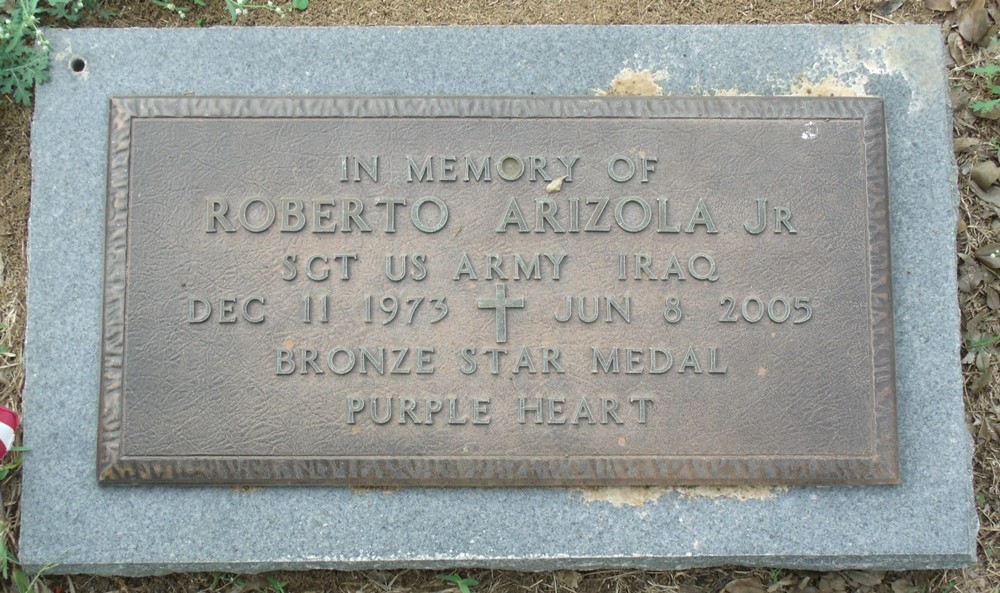 IN MEMORY OF
ROBERTO ARIZOLA JR
SGT US ARMY IRAQ
DEC 11 1973 JUN 8 2005
BRONZE STAR MEDAL
PURPLE HEART